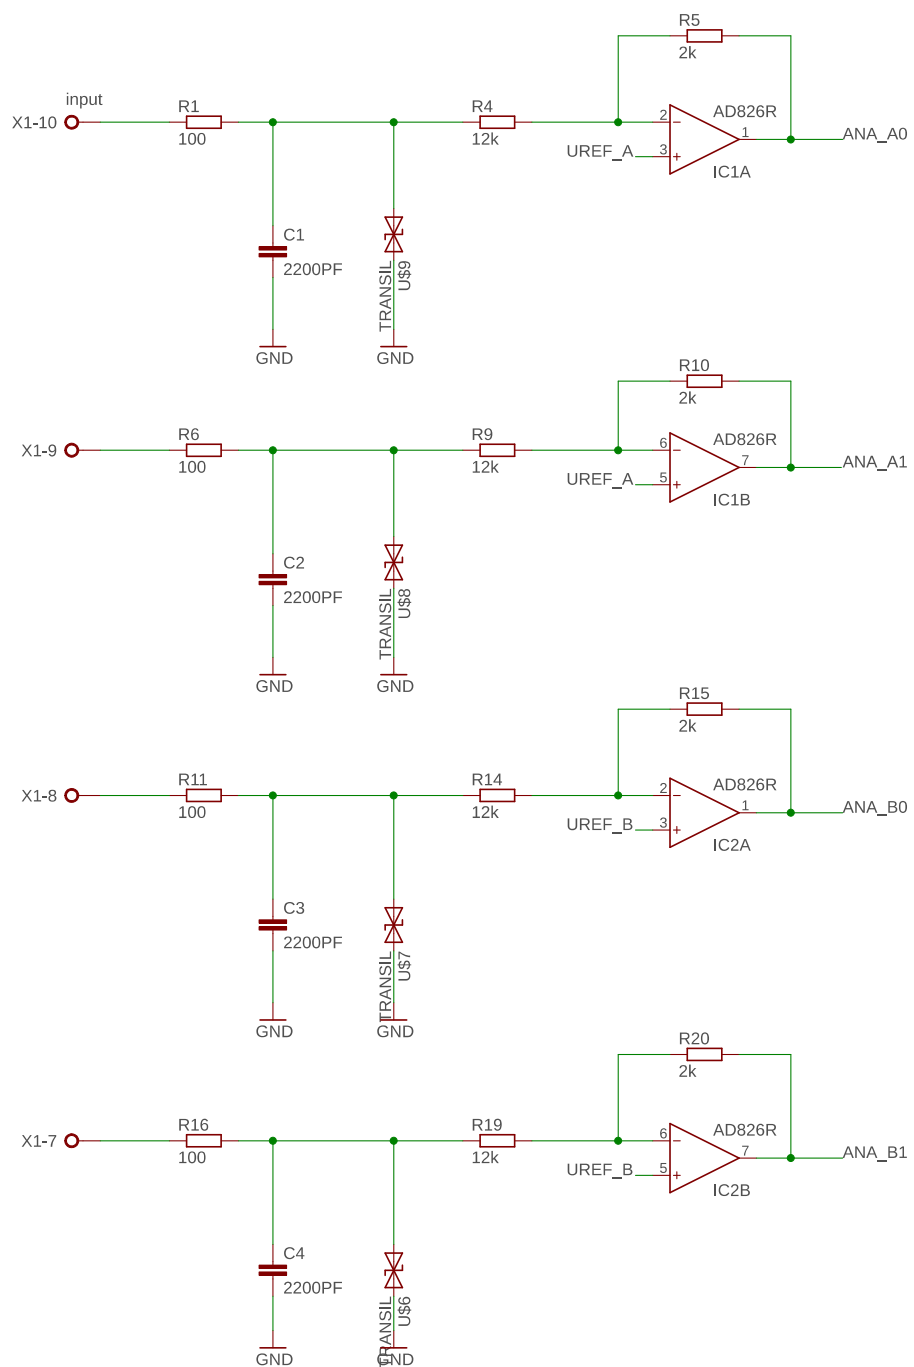 R5
2k
input
X1-10
R1
100
R4
12k
AD826R
2
3
1
UREF_A
IC1A
ANA_A0
C1
2200PF
TRANSIL
U$9
GND
GND
R10
2k
X1-9
R6
100
R9
12k
AD826R
6
5
7
UREF_A
IC1B
ANA_A1
C2
2200PF
TRANSIL
U$8
GND
GND
R15
2k
X1-8
R11
100
R14
12k
AD826R
2
3
1
UREF_B
IC2A
ANA_B0
C3
2200PF
TRANSIL
U$7
GND
GND
R20
2k
X1-7
R16
100
R19
12k
AD826R
6
5
7
UREF_B
IC2B
ANA_B1
C4
2200PF
TRANSIL
U$6
GND
GND